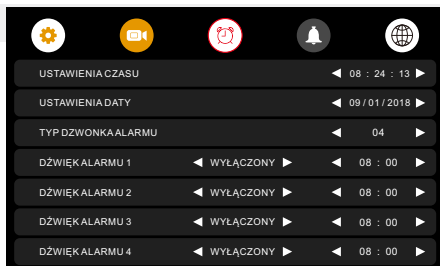 USTAWIENIA CZASU 08 : 24 : 13
USTAWIENIA DATY 09 / 01 / 2018
TYP DZWONKA ALARMU 04
DŹWIĘK ALARMU 1 WYŁĄCZONY 08 : 00
DŹWIĘK ALARMU 2 WYŁĄCZONY 08 : 00
DŹWIĘK ALARMU 3 WYŁĄCZONY 08 : 00
DŹWIĘK ALARMU 4 WYŁĄCZONY 08 : 00